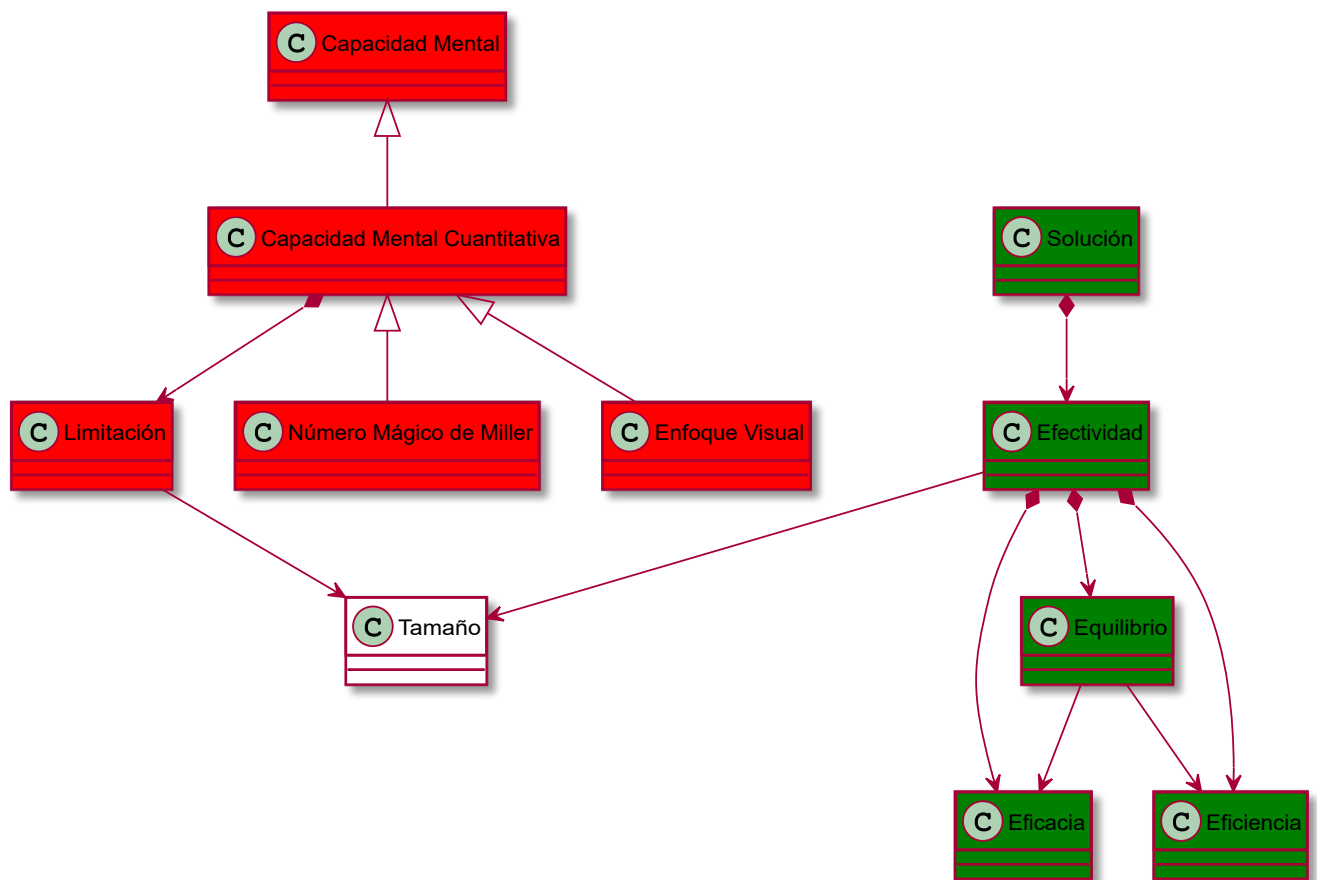 C Capacidad Mental
C Capacidad Mental Cuantitativa
C Solución
C Limitación
C Número Mágico de Miller
C Enfoque Visual
C Efectividad
C Tamaño
C Equilibrio
C Eficacia
C Eficiencia